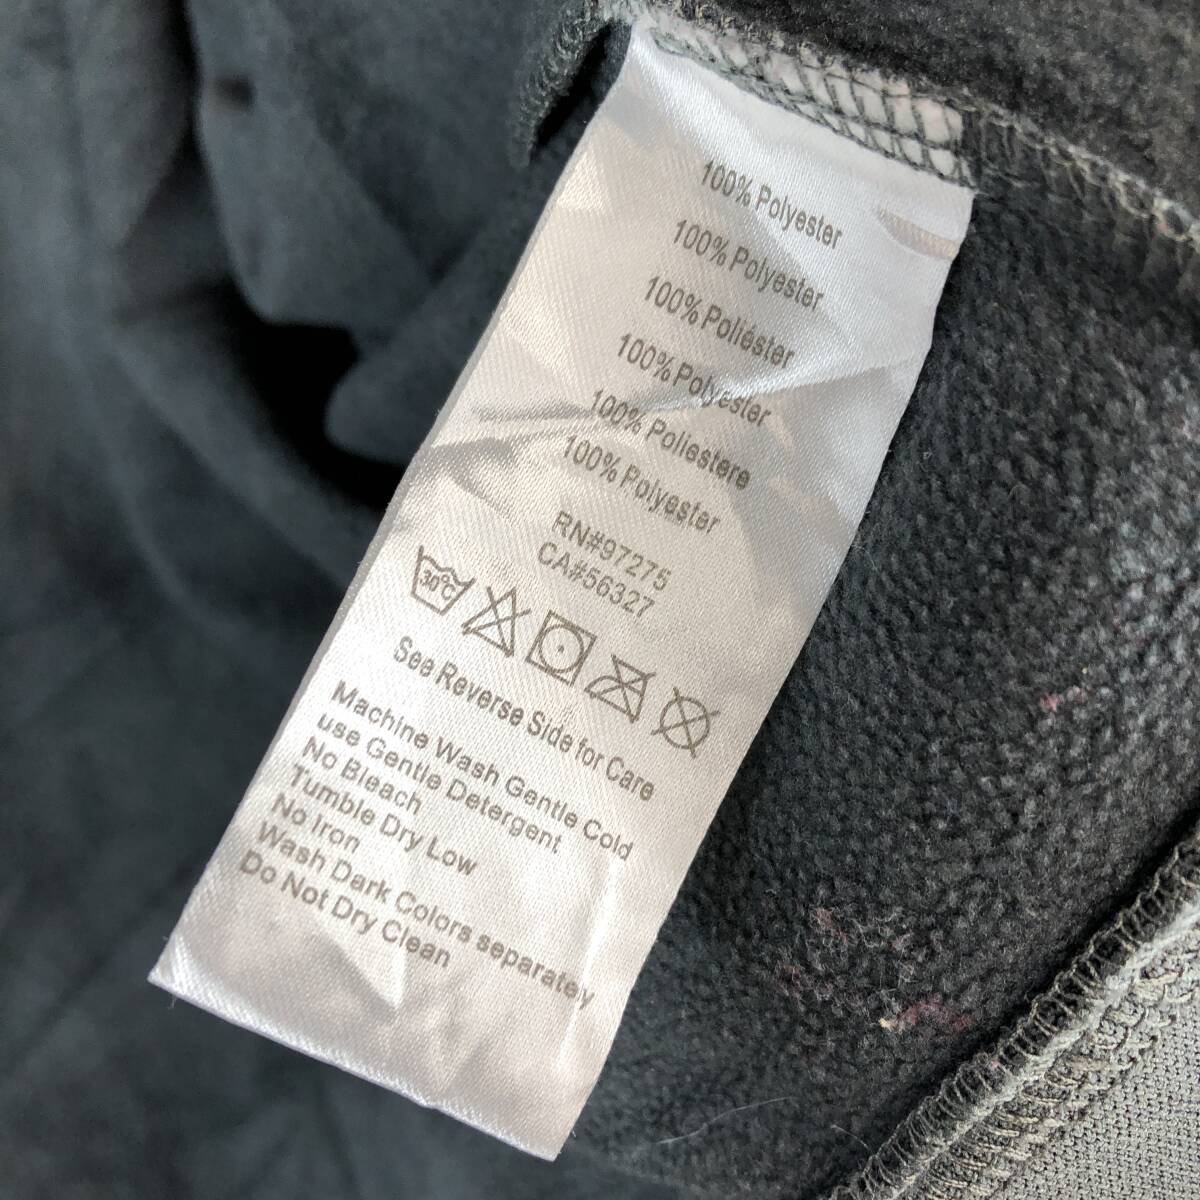 100% Polyester
100% Polyester
100% Poliéster
100% Polyester
100% Poliestere
100% Polyester
RN#97275
CA#56327
30°C
See Reverse Side for Care
Machine Wash Gentle Cold
use Gentle Detergent
No Bleach
Tumble Dry Low
No Iron
Wash Dark Colors separately
Do Not Dry Clean